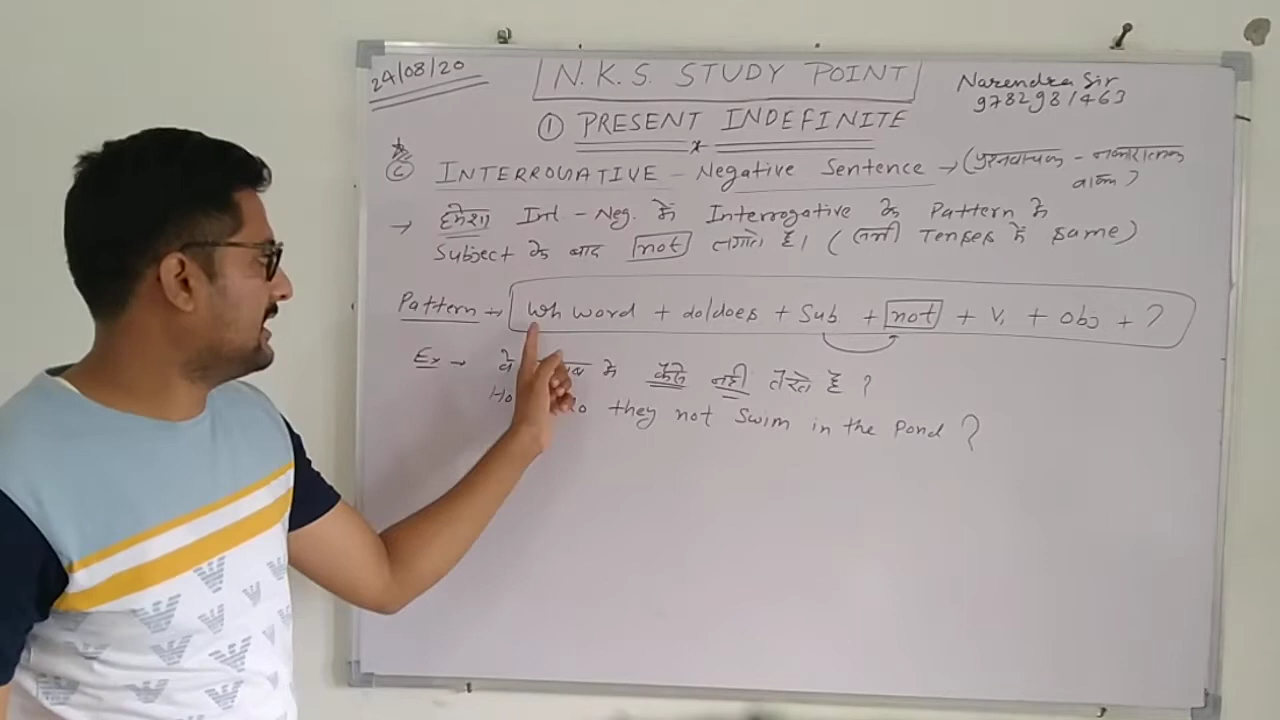 24/08/20
N.K.S. STUDY POINT
Narendra Sir
9782981463
① PRESENT INDEFINITE
Ⓒ INTERROGATIVE - Negative Sentence → (प्रश्नवाचक - नकारात्मक
वाक्य)
→ हमेशा Int - Neg. में Interrogative के Pattern में
Subject के बाद not लगाते हैं। ( सभी Tenses में same)
Pattern → Wh word + do/does + Sub + not + V₁ + obj + ?
Ex → वे में कैसे नहीं तैरते हैं ?
they not swim in the pond ?